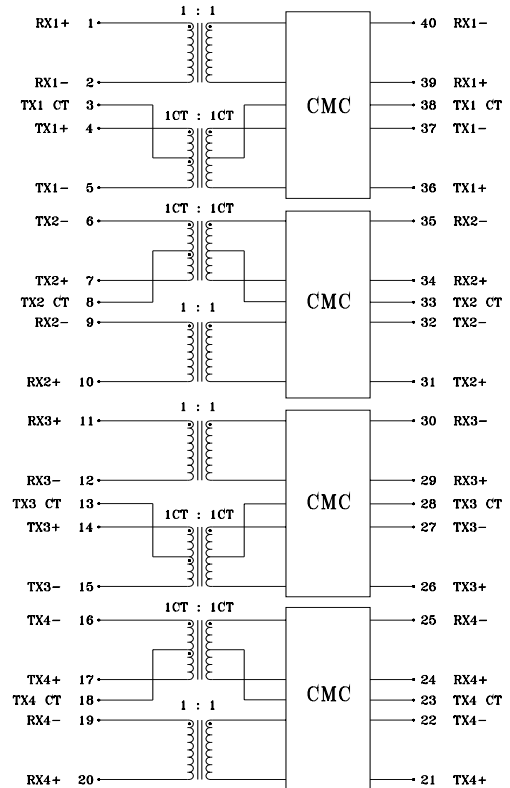 1 : 1
RX1+ 1 40 RX1-
RX1- 2 39 RX1+
TX1 CT 3 CMC 38 TX1 CT
1CT : 1CT
TX1+ 4 37 TX1-
TX1- 5 36 TX1+
1CT : 1CT
TX2- 6 35 RX2-
TX2+ 7 34 RX2+
TX2 CT 8 CMC 33 TX2 CT
1 : 1
RX2- 9 32 TX2-
RX2+ 10 31 TX2+
1 : 1
RX3+ 11 30 RX3-
RX3- 12 29 RX3+
TX3 CT 13 CMC 28 TX3 CT
1CT : 1CT
TX3+ 14 27 TX3-
TX3- 15 26 TX3+
1CT : 1CT
TX4- 16 25 RX4-
TX4+ 17 24 RX4+
TX4 CT 18 CMC 23 TX4 CT
1 : 1
RX4- 19 22 TX4-
RX4+ 20 21 TX4+